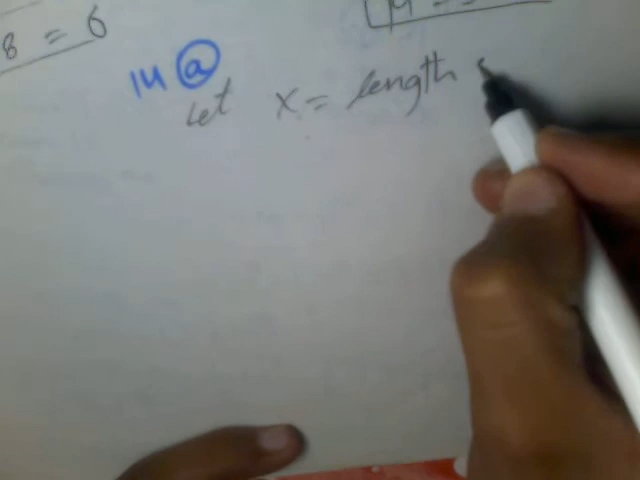 8 = 6
14 a
Let x = length